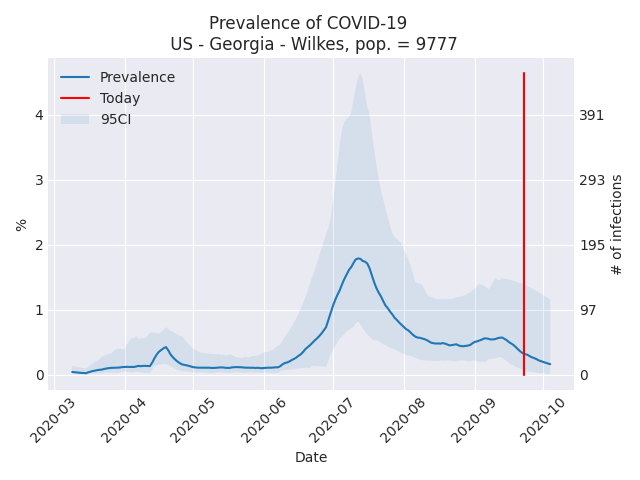 Prevalence of COVID-19
US - Georgia - Wilkes, pop. = 9777
Prevalence
Today
95CI
%
4
3
2
1
0
391
293
195
97
0
# of infections
2020-03
2020-04
2020-05
2020-06
2020-07
2020-08
2020-09
2020-10
Date